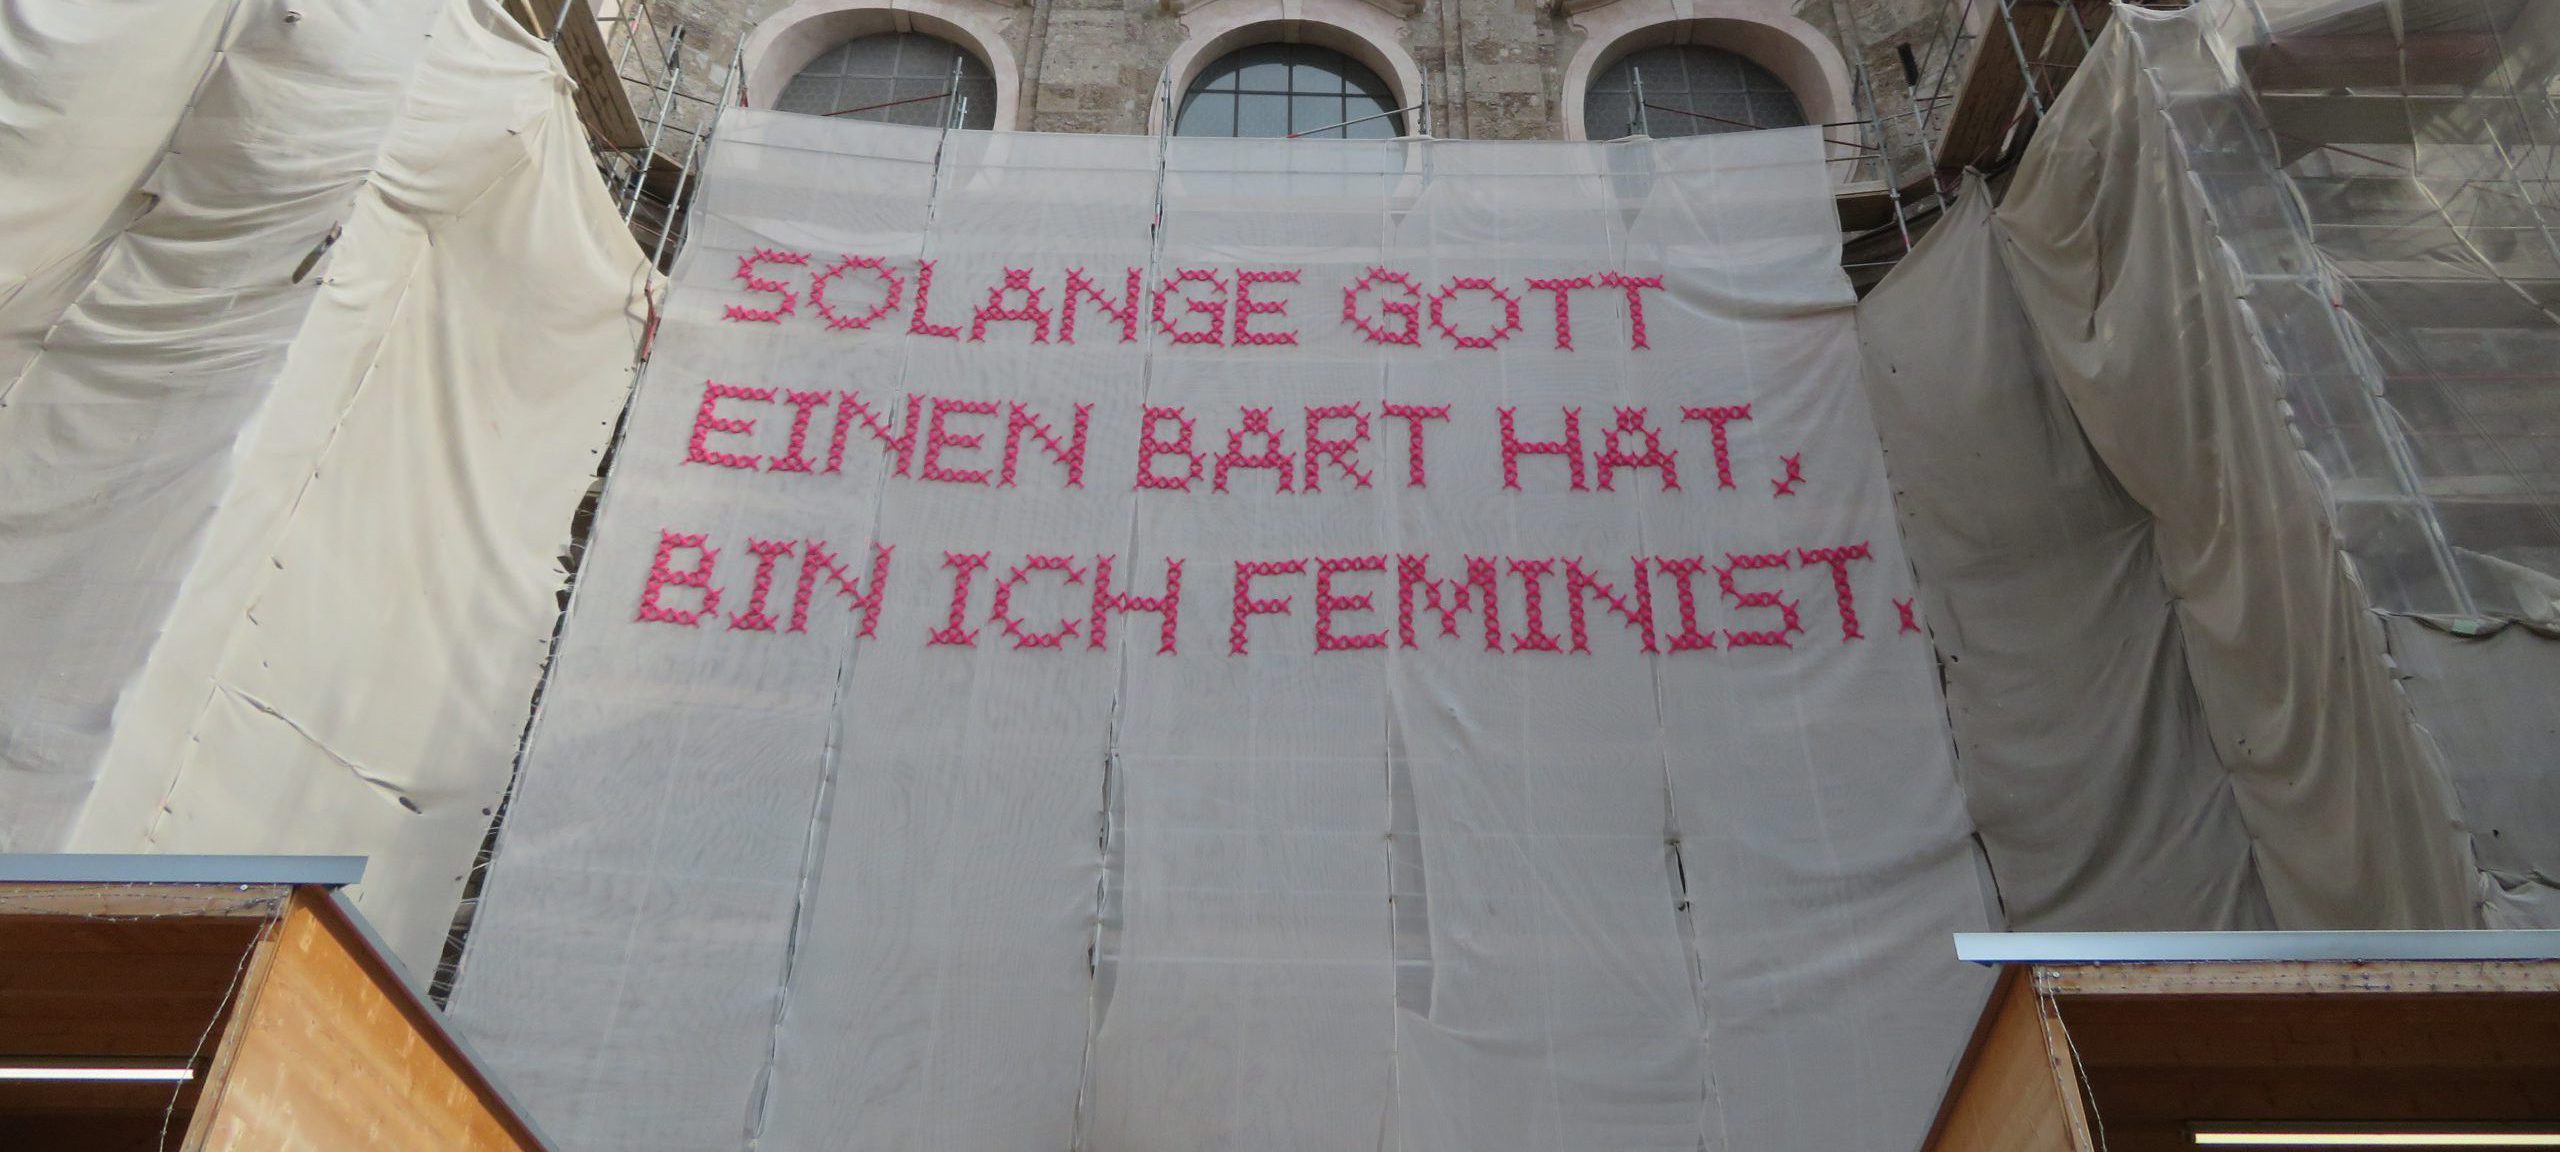 SOLANGE GOTT
EINEN BART HAT,
BIN ICH FEMINIST.